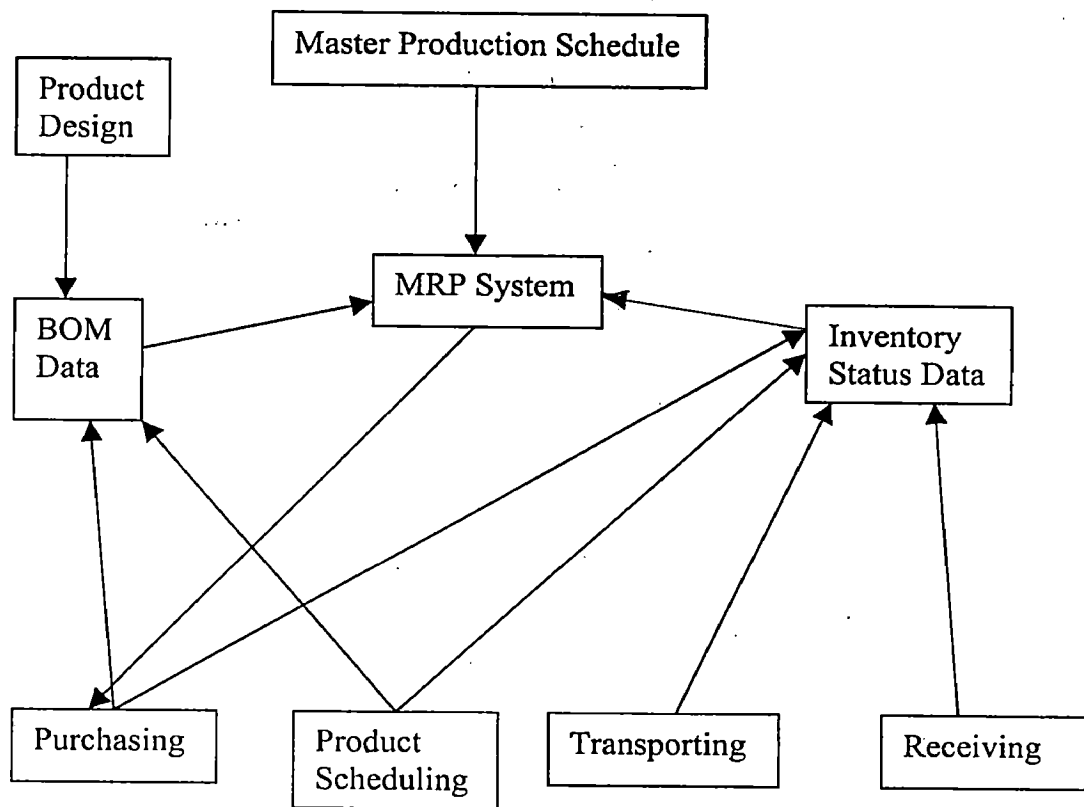 Master Production Schedule
Product
Design
MRP System
BOM
Data
Inventory
Status Data
Purchasing
Product
Scheduling
Transporting
Receiving